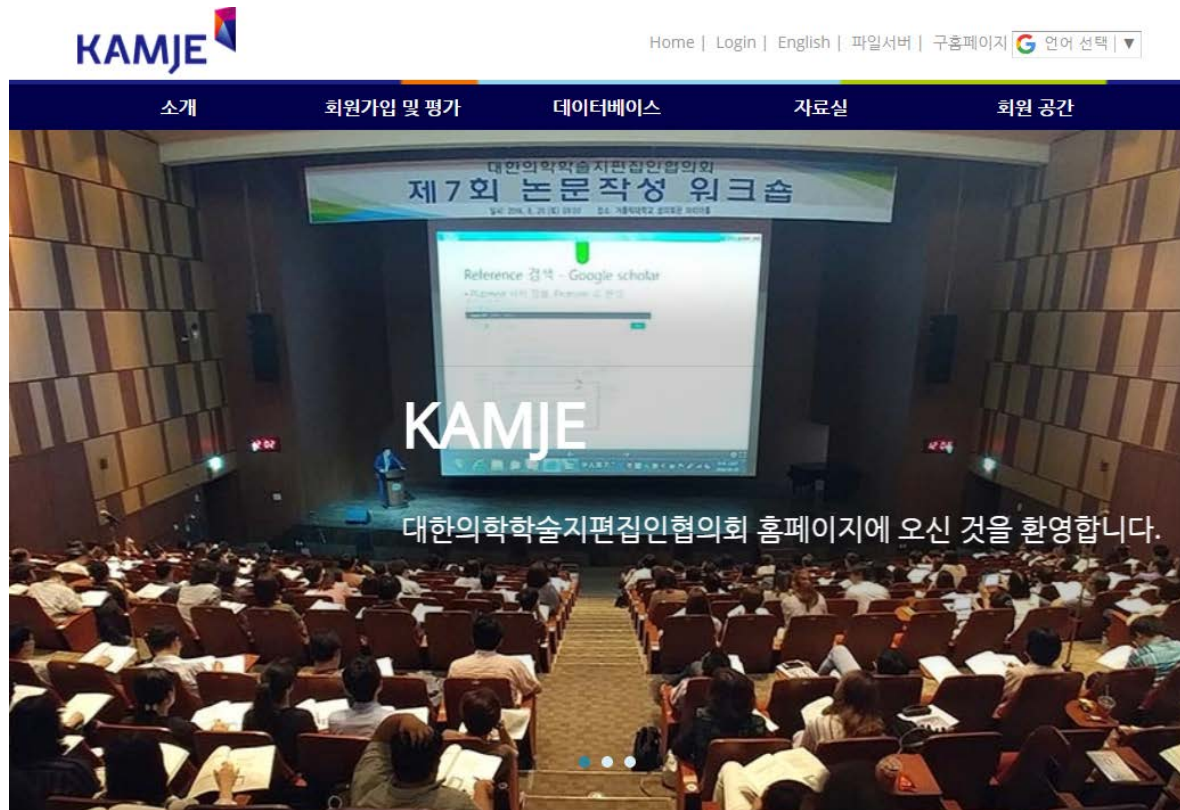 KAMJE
Home | Login | English | 파일서버 | 구홈페이지 G 언어 선택 | ▼
소개 회원가입 및 평가 데이터베이스 자료실 회원 공간
대한의학학술지편집인협의회
제7회 논문작성 워크숍
Reference 검색 - Google scholar
KAMJE
대한의학학술지편집인협의회 홈페이지에 오신 것을 환영합니다.